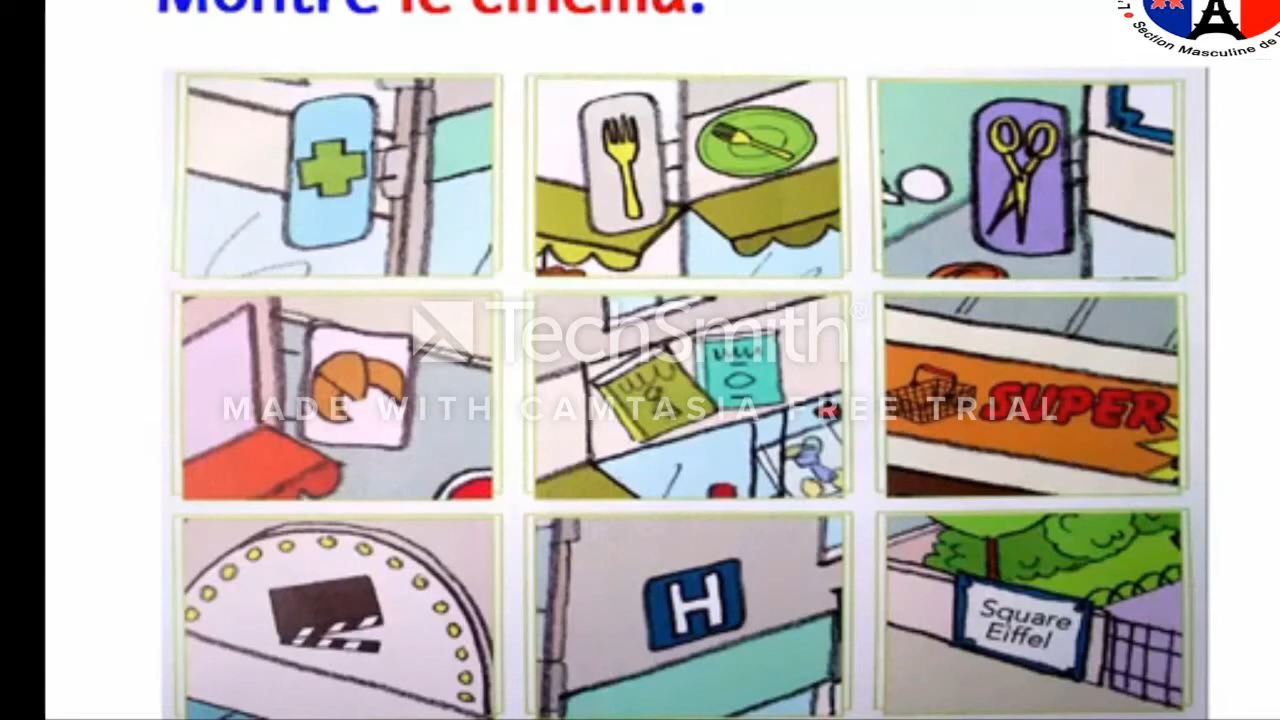 Montre le cinéma.
Section Masculine de
TechSmith®
MADE WITH CAMTASIA FREE TRIAL
SUPER
H
Square
Eiffel